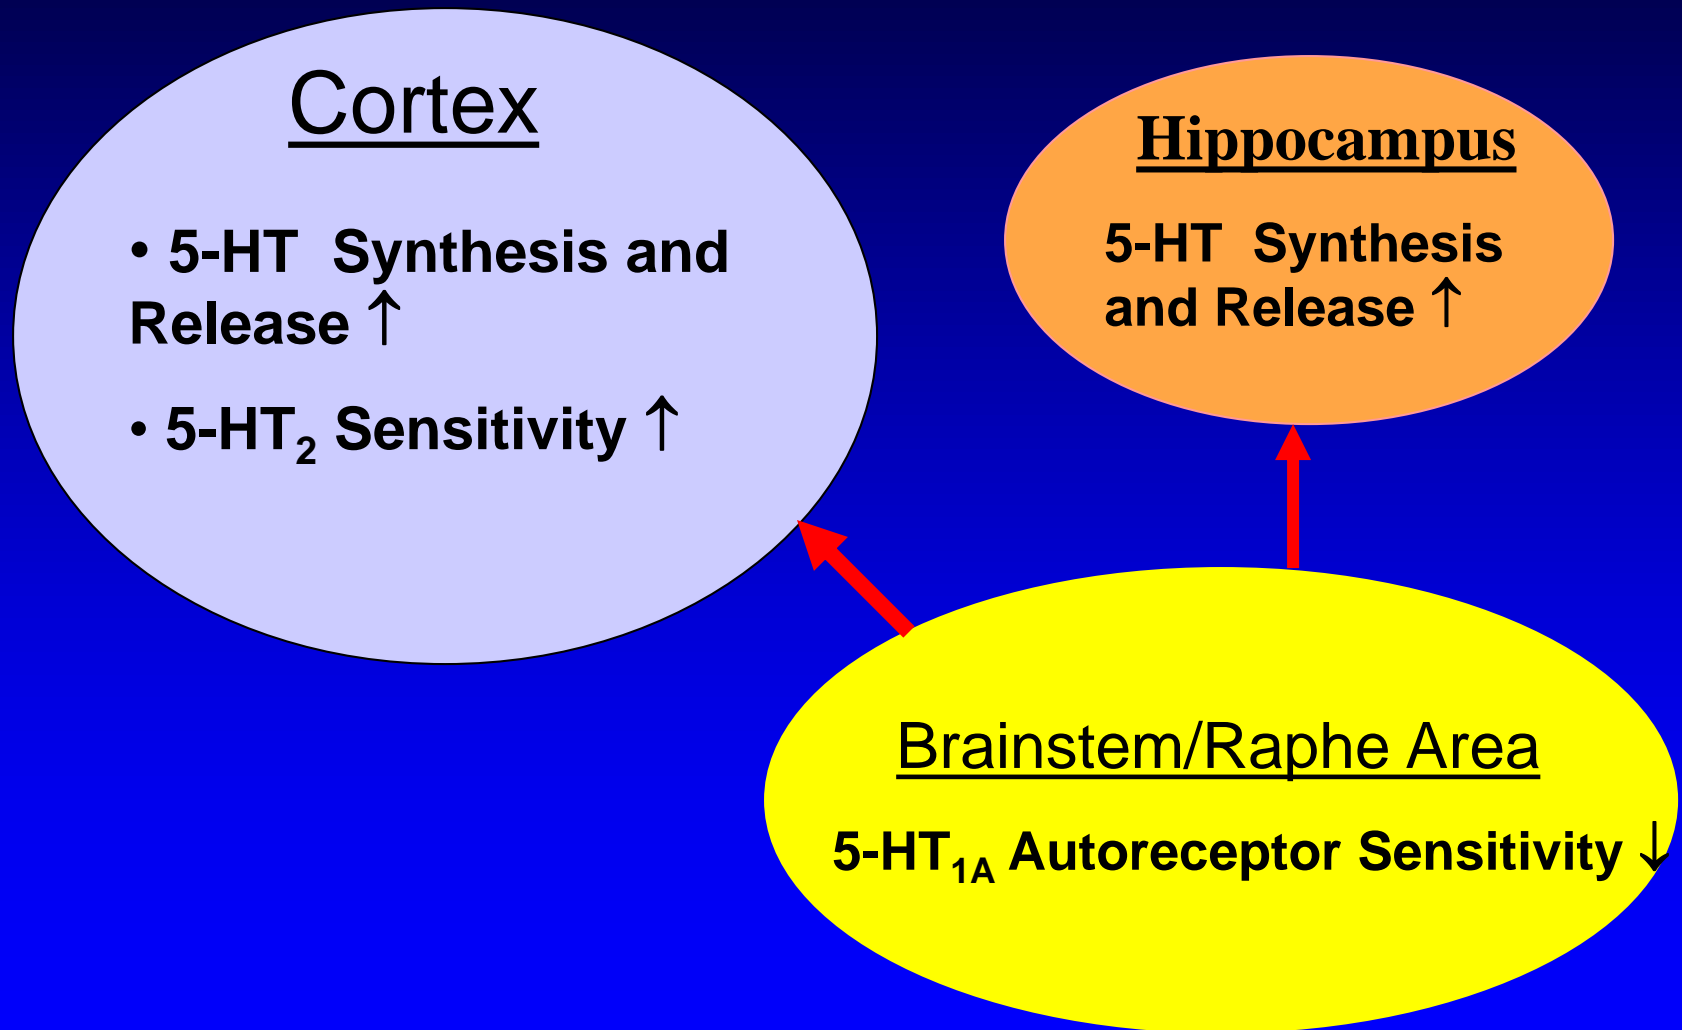 Cortex
• 5-HT  Synthesis and
Release ↑
• 5-HT₂ Sensitivity ↑
Hippocampus
5-HT  Synthesis
and Release ↑
Brainstem/Raphe Area
5-HT₁ₐ Autoreceptor Sensitivity ↓